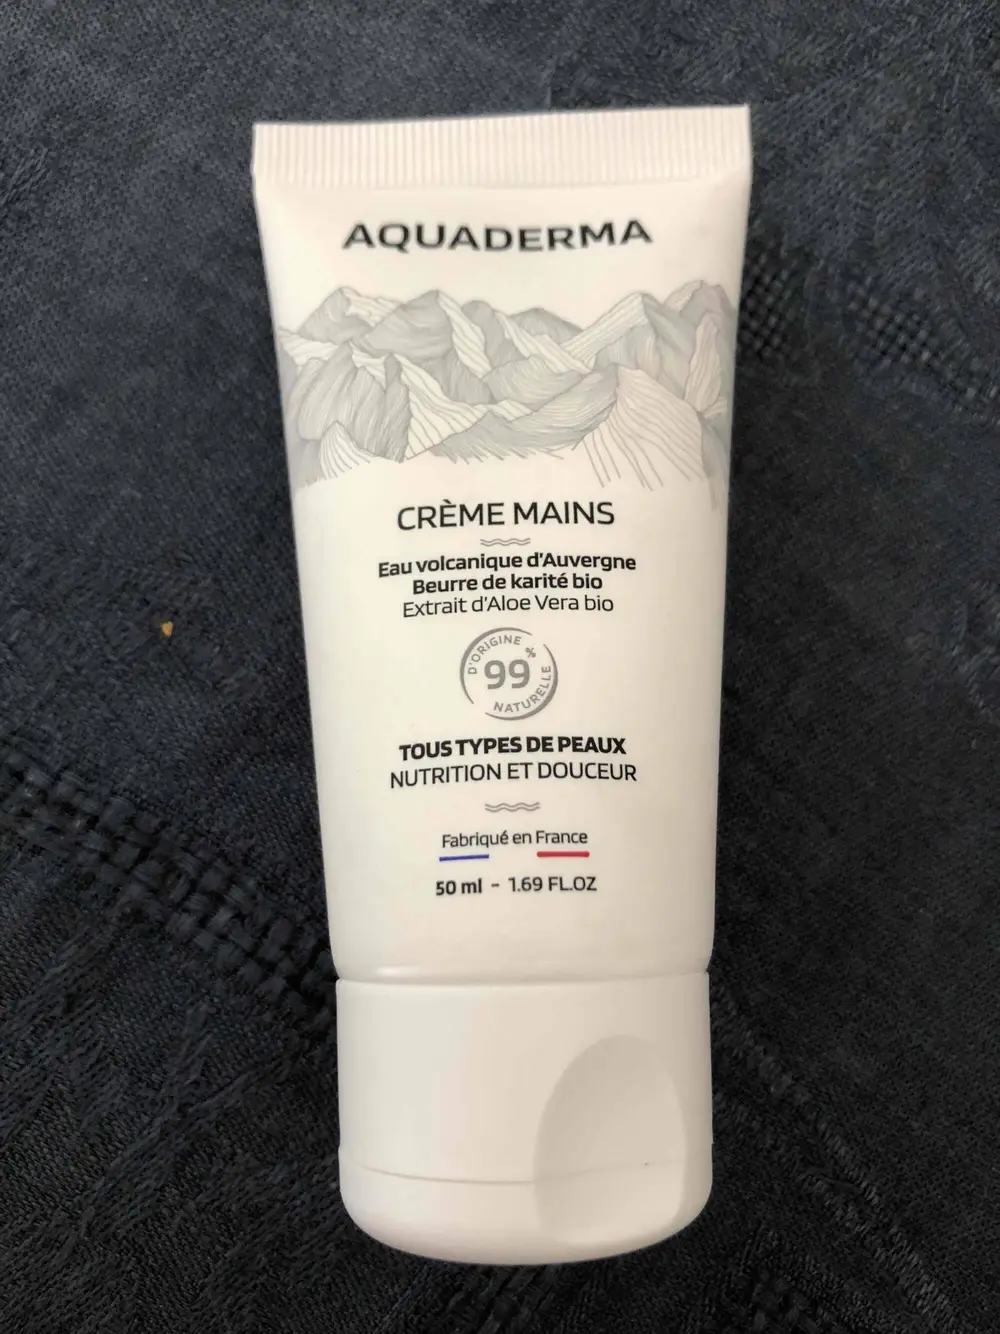 AQUADERMA
CRÈME MAINS
Eau volcanique d'Auvergne
Beurre de karité bio
Extrait d'Aloe Vera bio
D'ORIGINE
99%
NATURELLE
TOUS TYPES DE PEAUX
NUTRITION ET DOUCEUR
Fabriqué en France
50 ml - 1.69 FL.OZ